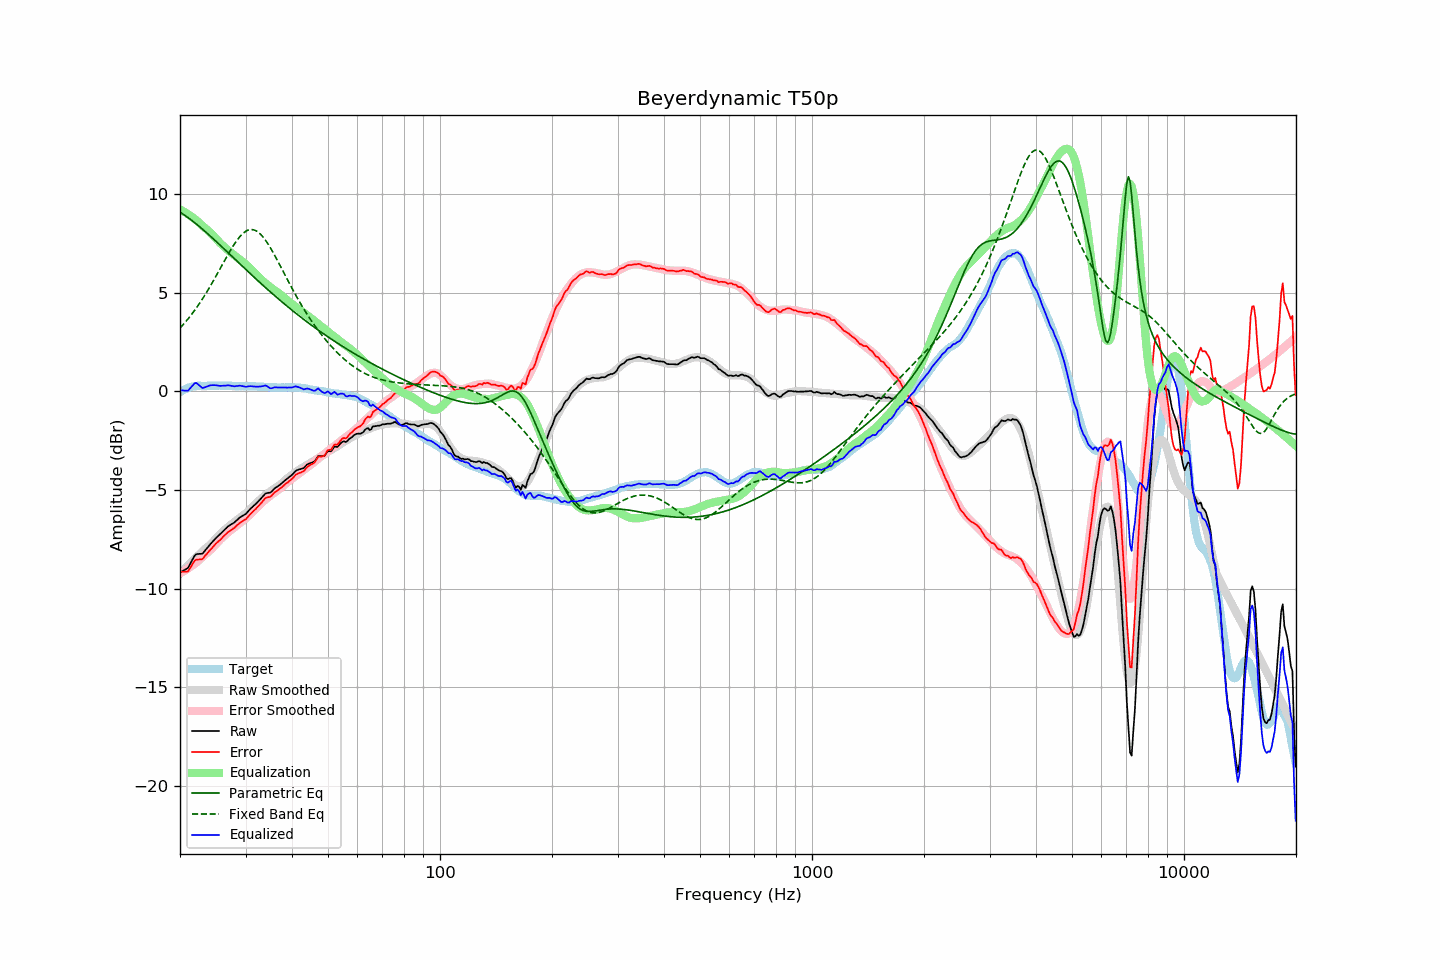 Beyerdynamic T50p
Amplitude (dBr)
10
5
0
−5
−10
−15
−20
Target
Raw Smoothed
Error Smoothed
Raw
Error
Equalization
Parametric Eq
Fixed Band Eq
Equalized
100
1000
10000
Frequency (Hz)